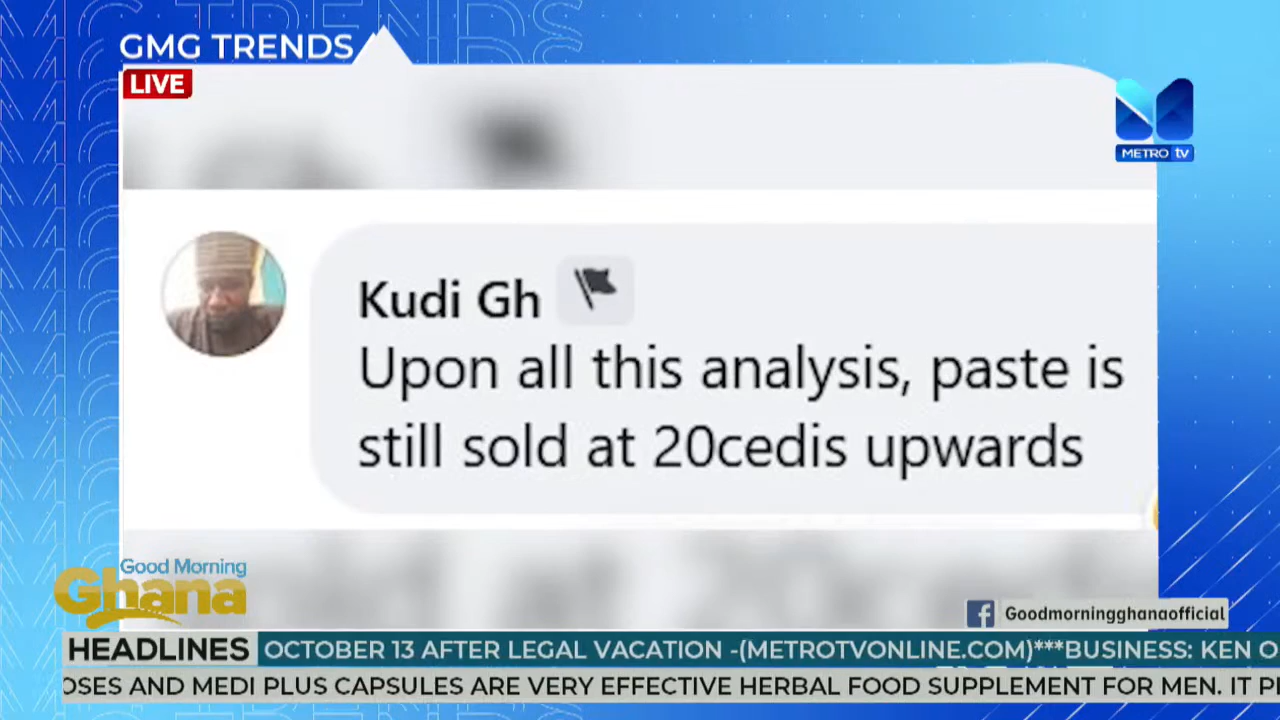 GMG TRENDS
LIVE
METRO tv
Kudi Gh
Upon all this analysis, paste is
still sold at 20cedis upwards
Good Morning
Ghana
Goodmorningghanaofficial
HEADLINES
OCTOBER 13 AFTER LEGAL VACATION -(METROTVONLINE.COM)***BUSINESS: KEN
AND MEDI PLUS CAPSULES ARE VERY EFFECTIVE HERBAL FOOD SUPPLEMENT FOR MEN. IT